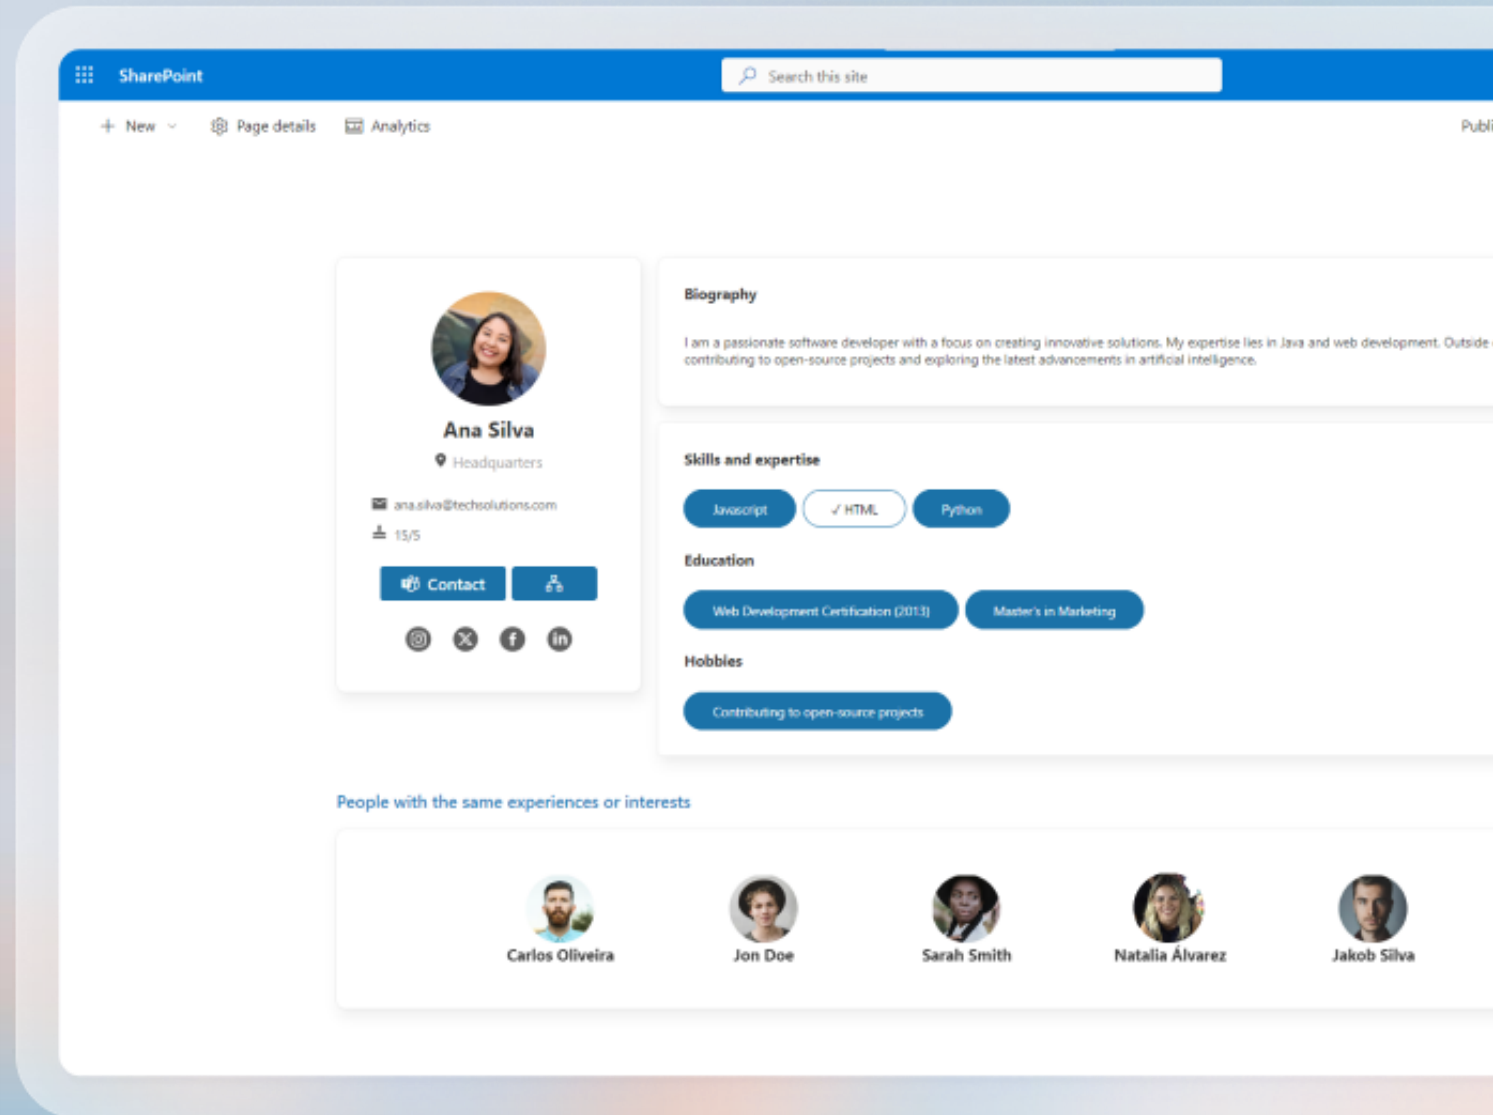 SharePoint
Search this site
New
Page details
Analytics
Publi
Ana Silva
Headquarters
ana.silva@techsolutions.com
15/5
Contact
Biography
I am a passionate software developer with a focus on creating innovative solutions. My expertise lies in Java and web development. Outside
contributing to open-source projects and exploring the latest advancements in artificial intelligence.
Skills and expertise
Javascript
✓ HTML
Python
Education
Web Development Certification (2013)
Master's in Marketing
Hobbies
Contributing to open-source projects
People with the same experiences or interests
Carlos Oliveira
Jon Doe
Sarah Smith
Natalia Álvarez
Jakob Silva